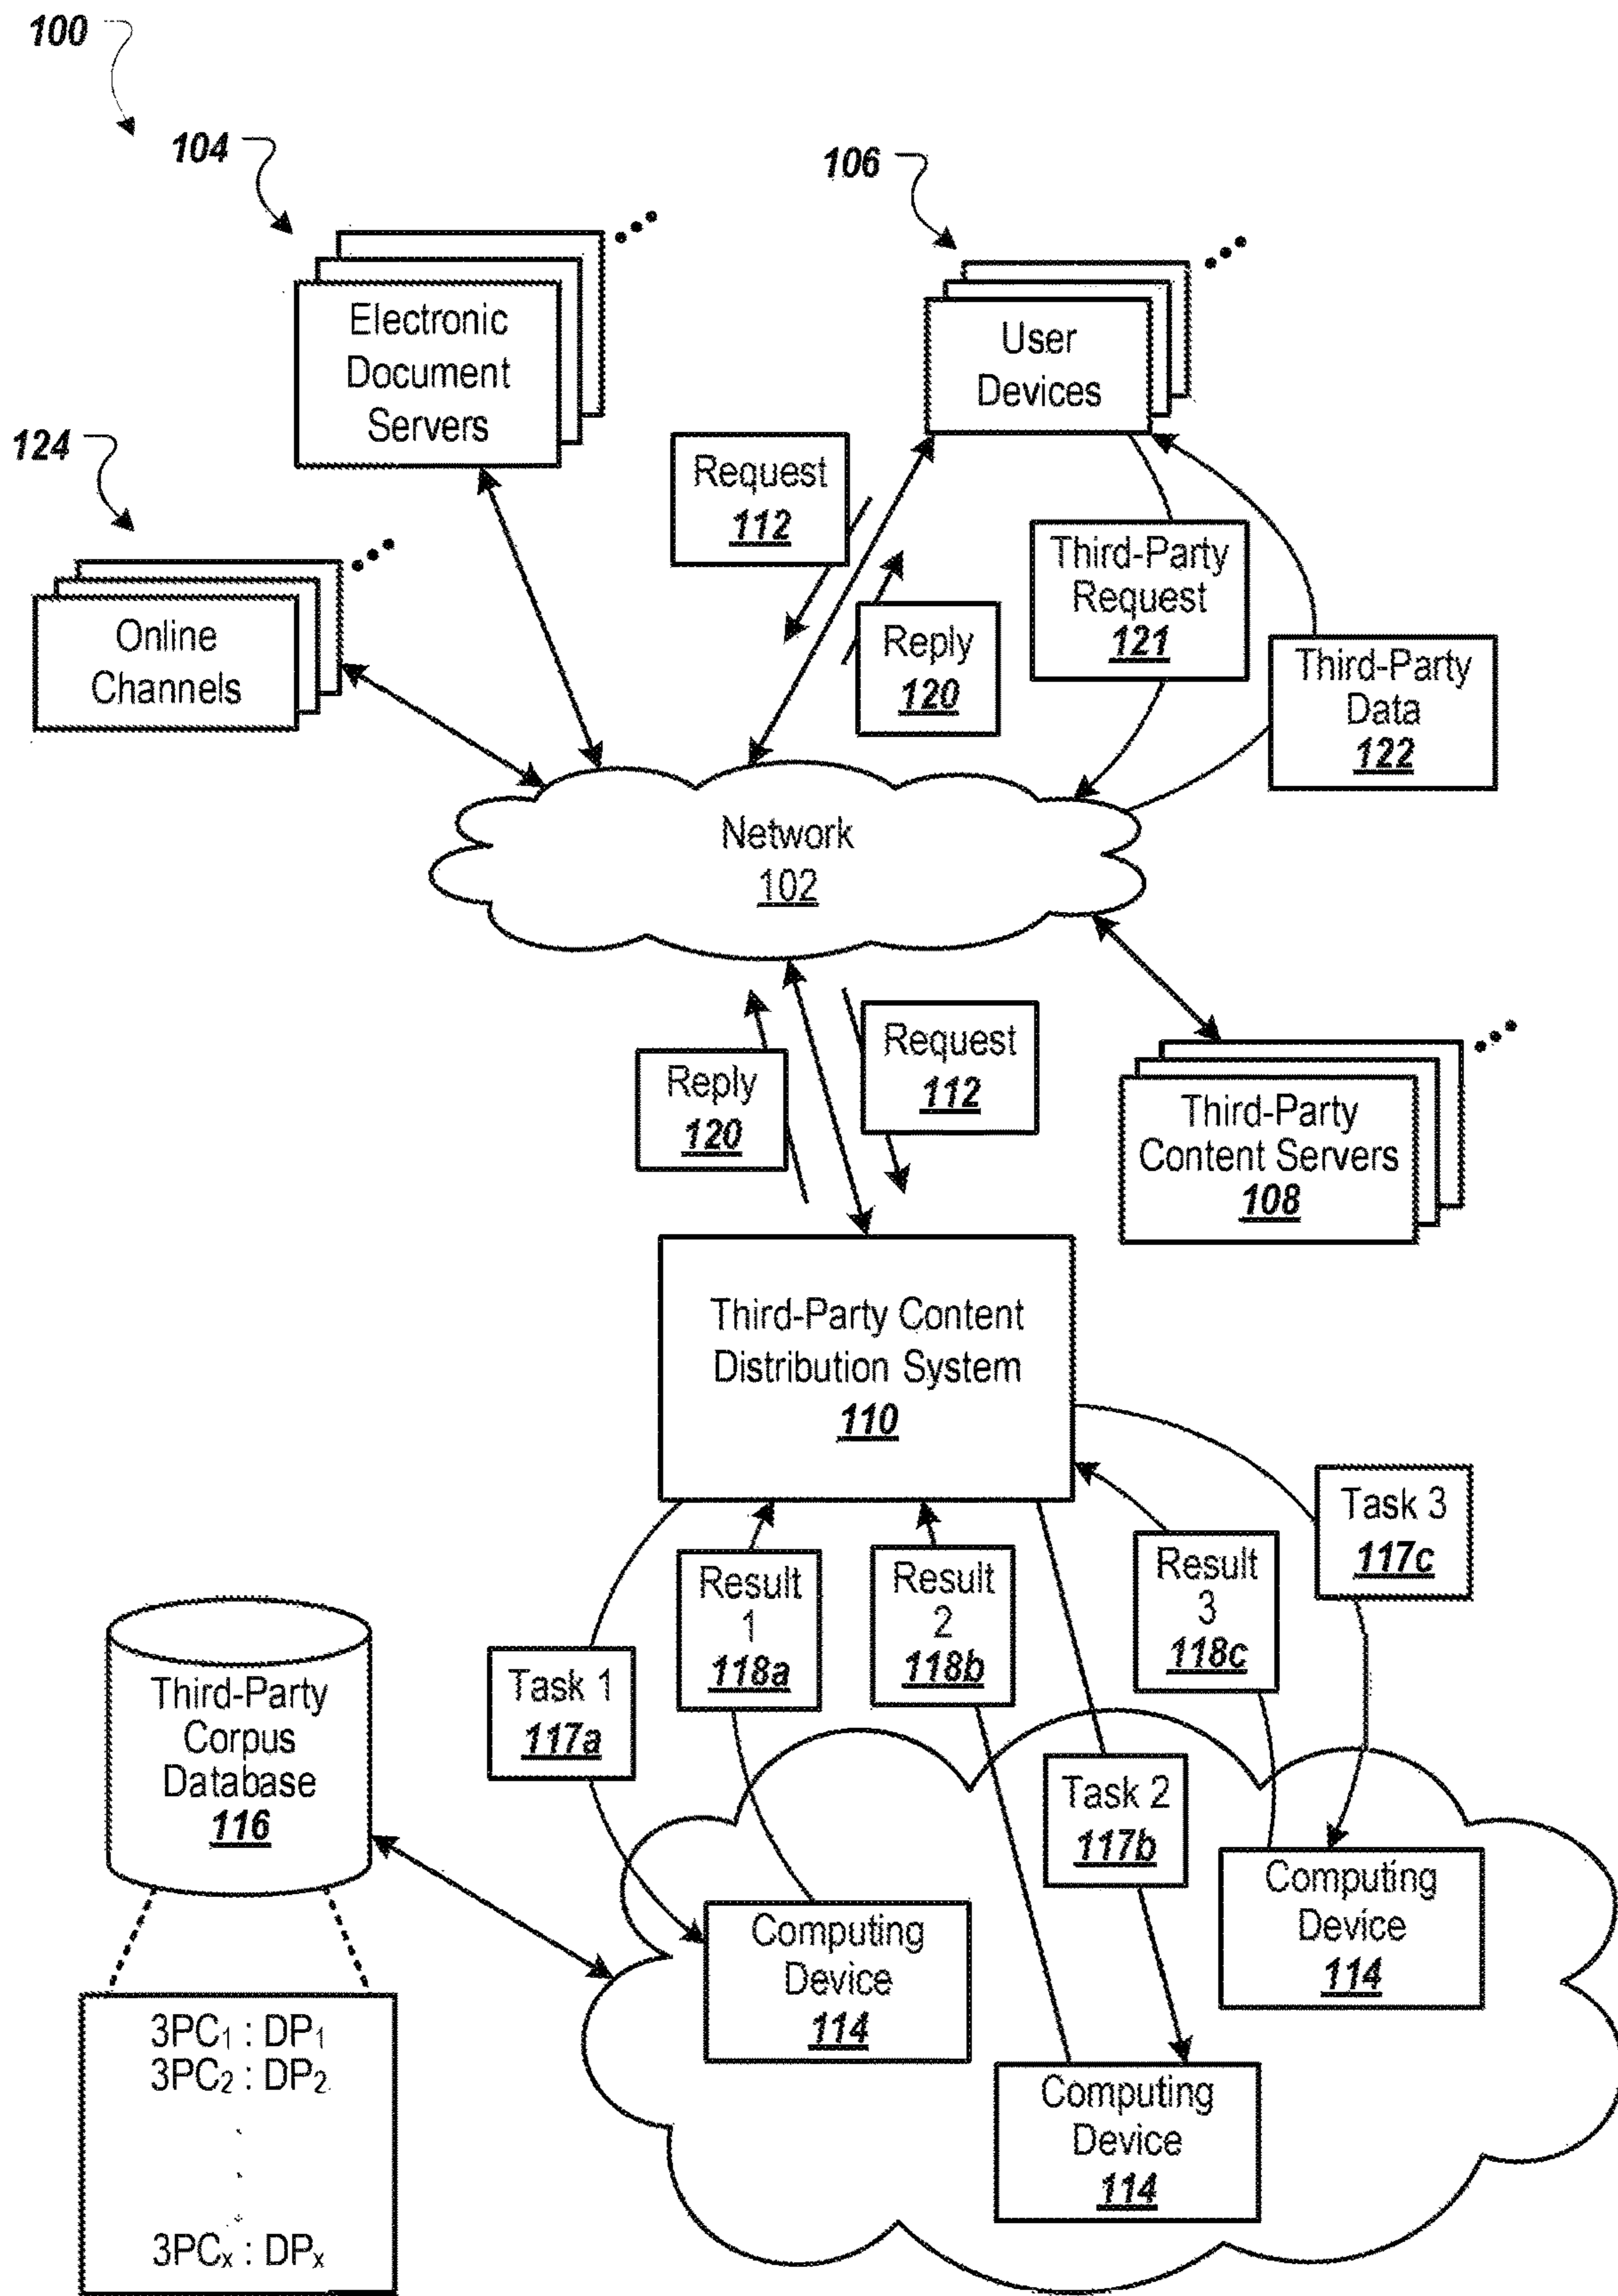 100
104
106
Electronic
Document
Servers
User
Devices
124
Request
112
Third-Party
Request
121
Online
Channels
Reply
120
Third-Party
Data
122
Network
102
Request
112
Reply
120
Third-Party
Content Servers
108
Third-Party Content
Distribution System
110
Task 3
117c
Result
1
118a
Result
2
118b
Result
3
118c
Task 1
117a
Third-Party
Corpus
Database
116
Task 2
117b
Computing
Device
114
Computing
Device
114
Computing
Device
114
3PC₁ : DP₁
3PC₂ : DP₂
3PCₓ : DPₓ